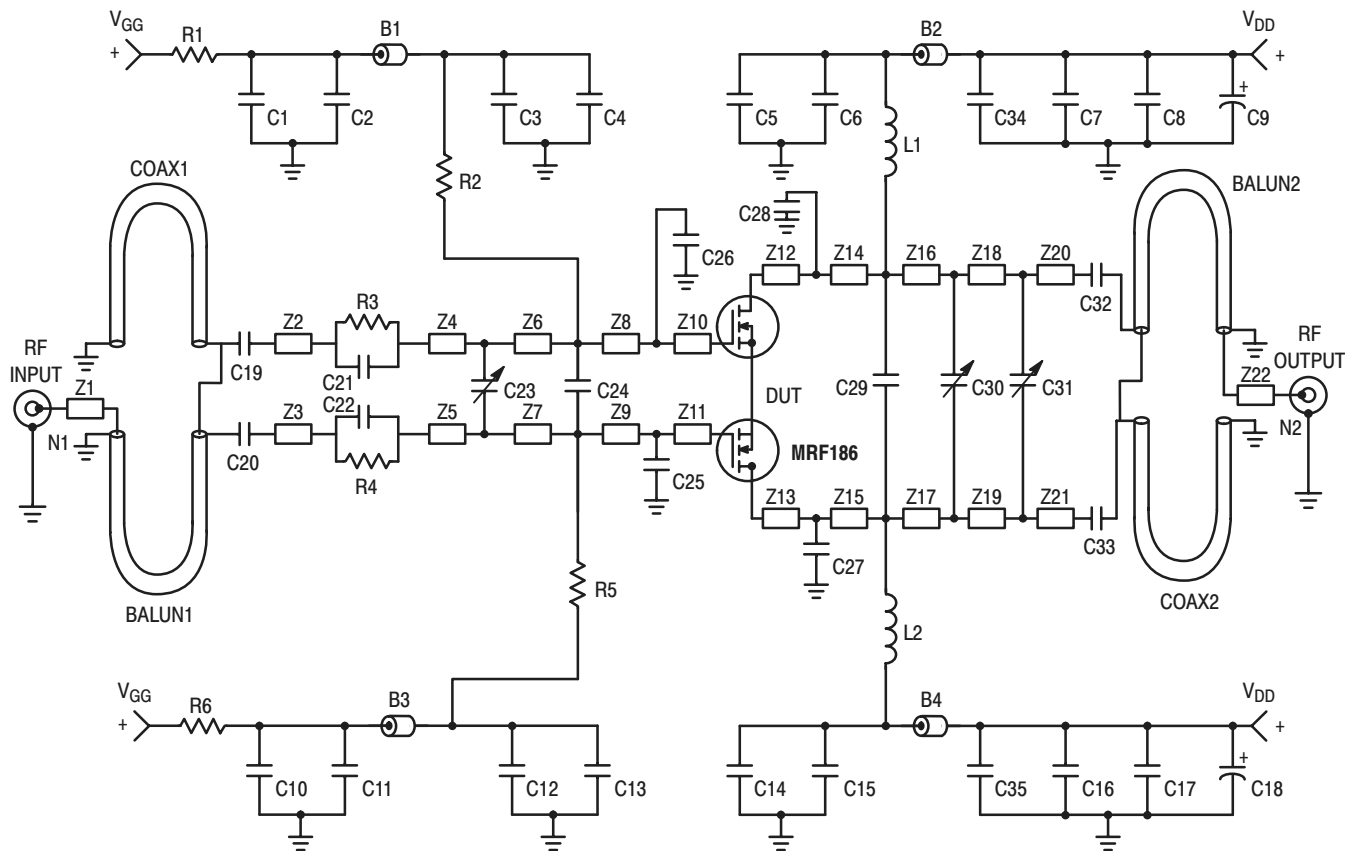 VGG
+
R1
B1
C1
C2
C3
C4
R2
B2
VDD
+
C5
C6
C34
C7
C8
+
C9
L1
COAX1
BALUN2
C28
C26
Z12
Z14
Z16
Z18
Z20
C32
R3
Z2
Z4
Z6
Z8
Z10
RF
INPUT
Z1
N1
C19
C21
C22
C23
C24
DUT
C29
C30
C31
RF
OUTPUT
Z22
N2
Z3
Z5
Z7
Z9
Z11
MRF186
C20
R4
C25
Z13
Z15
Z17
Z19
Z21
C33
C27
R5
BALUN1
COAX2
L2
VGG
+
R6
B3
C10
C11
C12
C13
B4
VDD
+
C14
C15
C35
C16
C17
+
C18